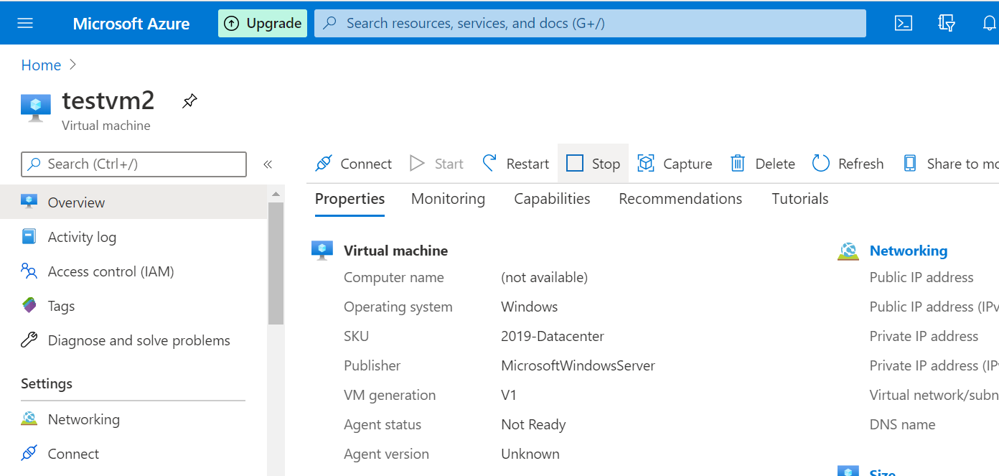 Microsoft Azure Upgrade Search resources, services, and docs (G+/)
Home
testvm2
Virtual machine
Search (Ctrl+/)
Overview
Activity log
Access control (IAM)
Tags
Diagnose and solve problems
Settings
Networking
Connect
Connect Start Restart Stop Capture Delete Refresh Share to mo
Properties Monitoring Capabilities Recommendations Tutorials
Virtual machine
Computer name (not available)
Operating system Windows
SKU 2019-Datacenter
Publisher MicrosoftWindowsServer
VM generation V1
Agent status Not Ready
Agent version Unknown
Networking
Public IP address
Public IP address (IPv
Private IP address
Private IP address (IPv
Virtual network/subn
DNS name
Size